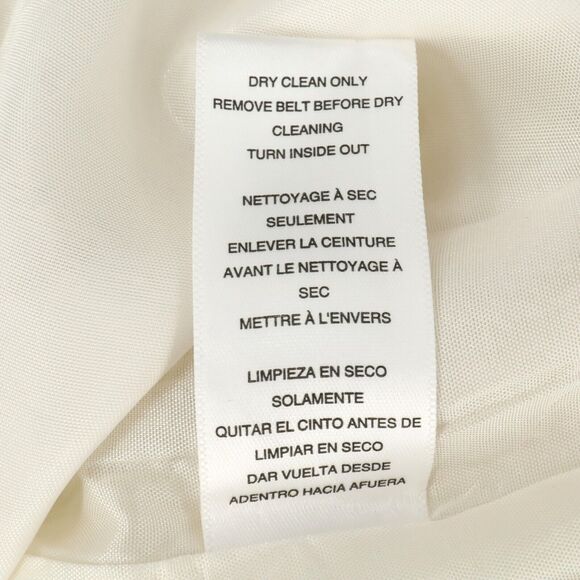 DRY CLEAN ONLY
REMOVE BELT BEFORE DRY
CLEANING
TURN INSIDE OUT
NETTOYAGE À SEC
SEULEMENT
ENLEVER LA CEINTURE
AVANT LE NETTOYAGE À
SEC
METTRE À L'ENVERS
LIMPIEZA EN SECO
SOLAMENTE
QUITAR EL CINTO ANTES DE
LIMPIAR EN SECO
DAR VUELTA DESDE
ADENTRO HACIA AFUERA